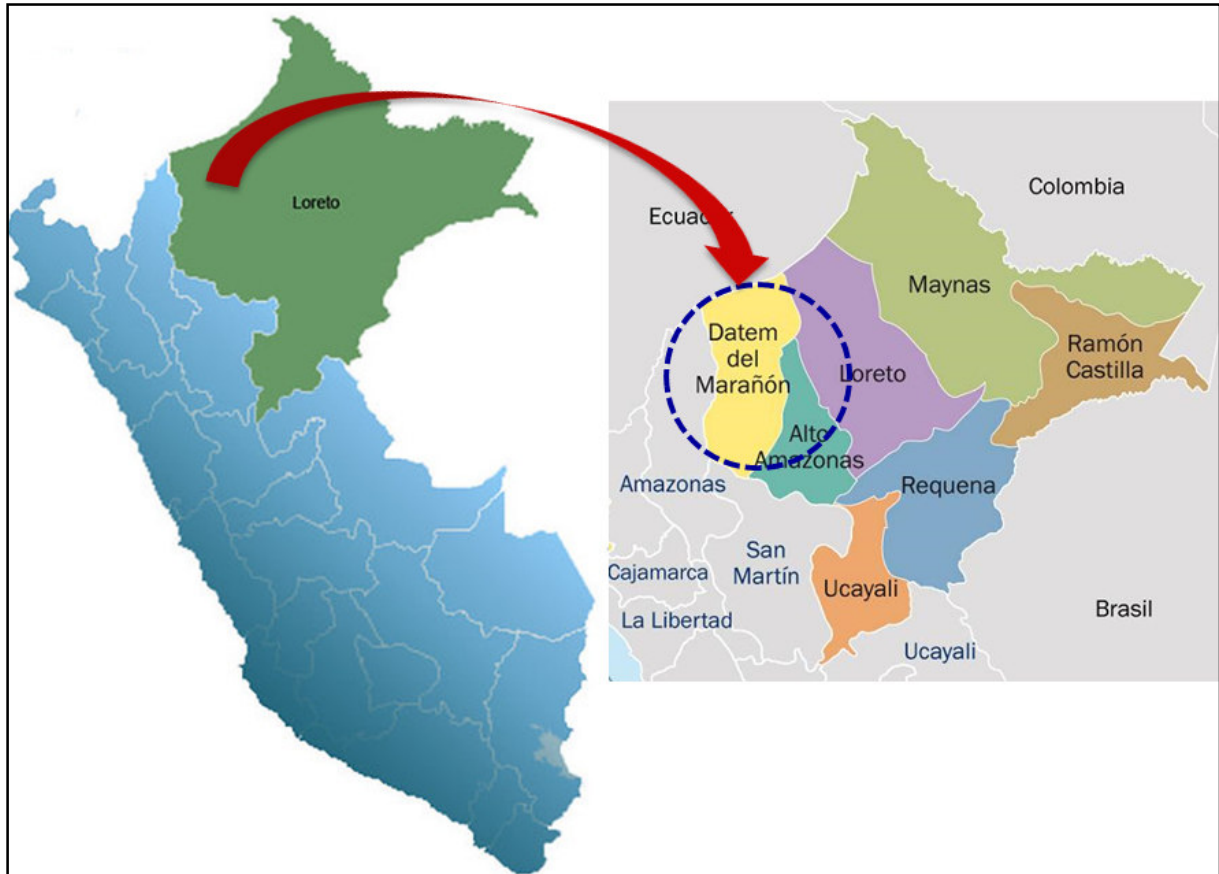 Loreto
Colombia
Ecuador
Maynas
Datem
del
Marañón
Loreto
Ramón
Castilla
Alto
Amazonas
Amazonas
Requena
San
Martín
Cajamarca
Ucayali
La Libertad
Brasil
Ucayali